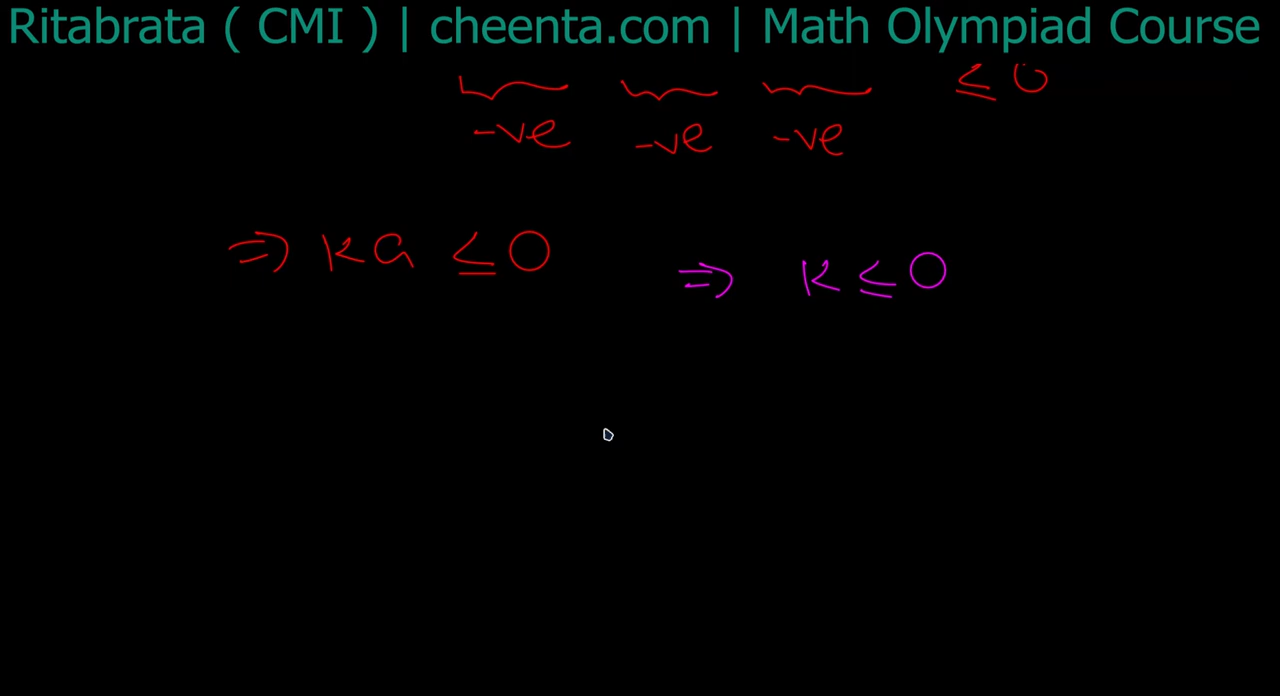 Ritabrata ( CMI ) | cheenta.com | Math Olympiad Course
≤ 0
-ve -ve -ve
⇒ Ka ≤ 0 ⇒ K ≤ 0